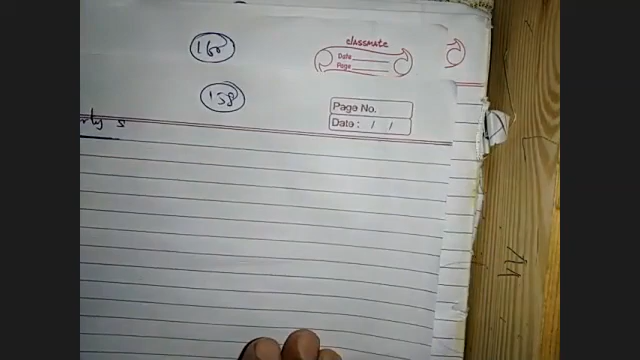 160
classmate
Date
Page
158
Page No.
Date : / /